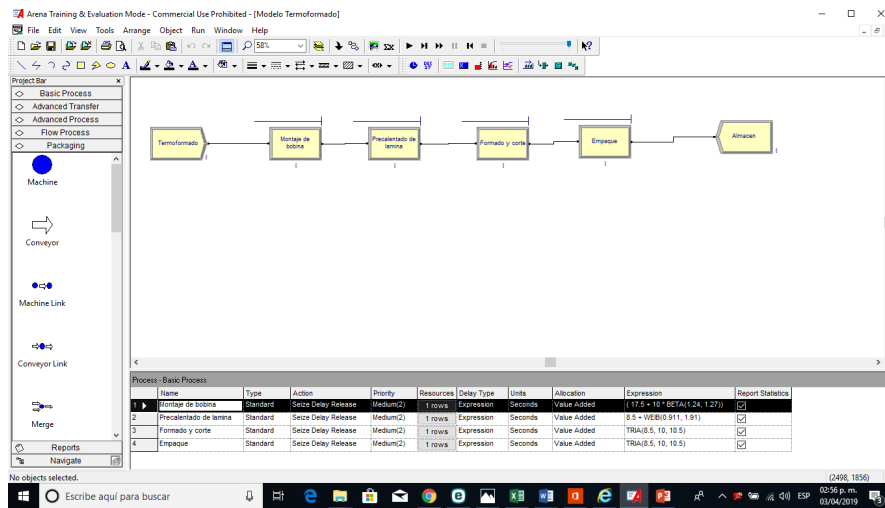 Arena Training & Evaluation Mode - Commercial Use Prohibited - [Modelo Termoformado]
File Edit View Tools Arrange Object Run Window Help
58%
Project Bar
Basic Process
Advanced Transfer
Advanced Process
Flow Process
Packaging
Machine
Conveyor
Machine Link
Conveyor Link
Merge
Reports
Navigate
Termoformado
Montaje de
bobina
Precalentado de
lamina
Formado y corte
Empaque
Almacen
Process - Basic Process
Name Type Action Priority Resources Delay Type Units Allocation Expression Report Statistics
1 Montaje de bobina Standard Seize Delay Release Medium(2) 1 rows Expression Seconds Value Added ( 17.5 + 10 * BETA(1.24, 1.27))
2 Precalentado de lamina Standard Seize Delay Release Medium(2) 1 rows Expression Seconds Value Added 8.5 + WEIB(0.911, 1.91)
3 Formado y corte Standard Seize Delay Release Medium(2) 1 rows Expression Seconds Value Added TRIA(8.5, 10, 10.5)
4 Empaque Standard Seize Delay Release Medium(2) 1 rows Expression Seconds Value Added TRIA(8.5, 10, 10.5)
No objects selected. (2498, 1856)
Escribe aquí para buscar
ESP
02:56 p. m.
03/04/2019